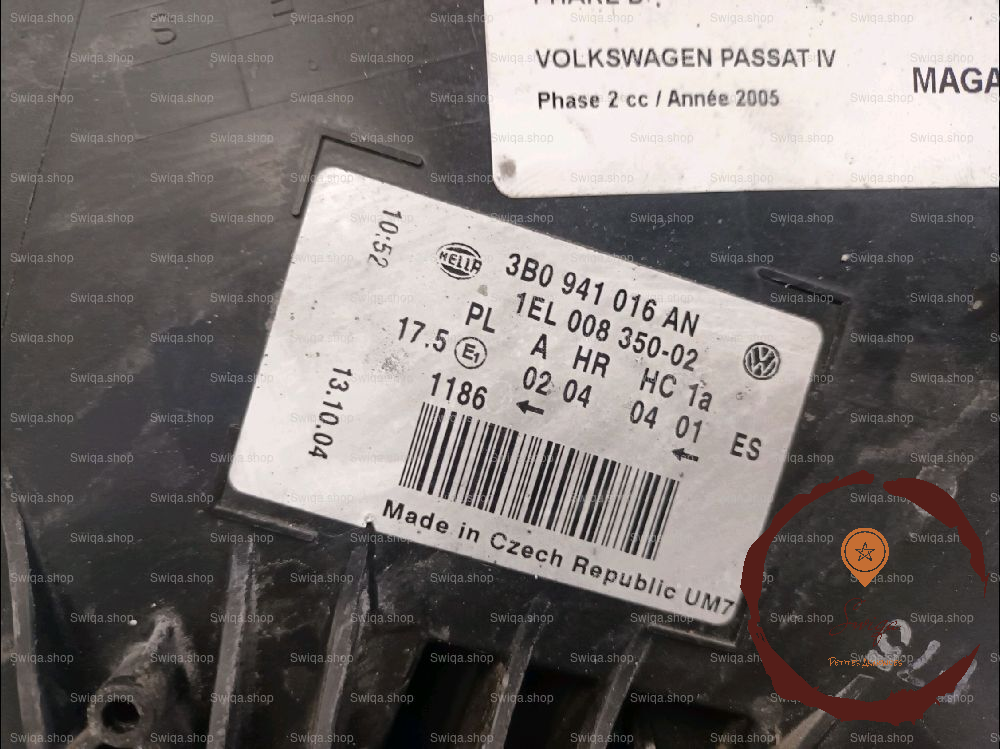 VOLKSWAGEN PASSAT IV
Phase 2 cc / Année 2005
MAGA
10:52
13.10.04
HELLA
3B0 941 016 AN
1EL 008 350-02
PL A HR HC 1a
17.5 E1 02 04 04 01 ES
1186
Made in Czech Republic UM7
Swiqa.shop